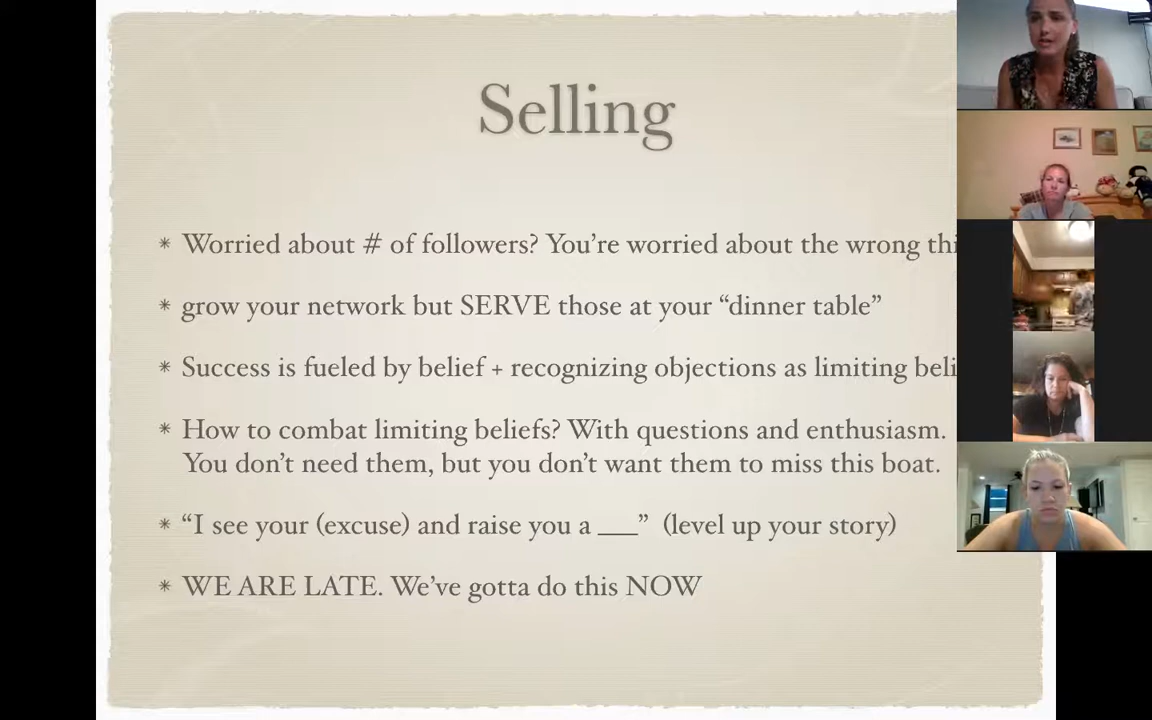 Selling
* Worried about # of followers? You're worried about the wrong
* grow your network but SERVE those at your “dinner table”
* Success is fueled by belief + recognizing objections as limiting
* How to combat limiting beliefs? With questions and enthusiasm.
You don't need them, but you don't want them to miss this boat.
* “I see your (excuse) and raise you a ___” (level up your story)
* WE ARE LATE. We've gotta do this NOW